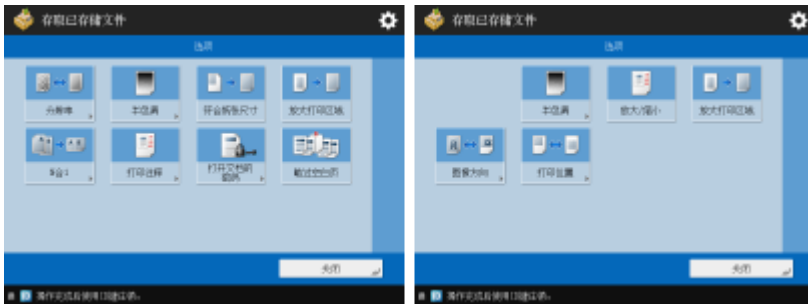 存取已存储文件
选项
分辨率
半色调
符合纸张尺寸
放大打印区域
N合1
打印注释
打开文档的密码
略过空白页
关闭
存取已存储文件
选项
半色调
放大/缩小
放大打印区域
图像方向
打印位置
关闭